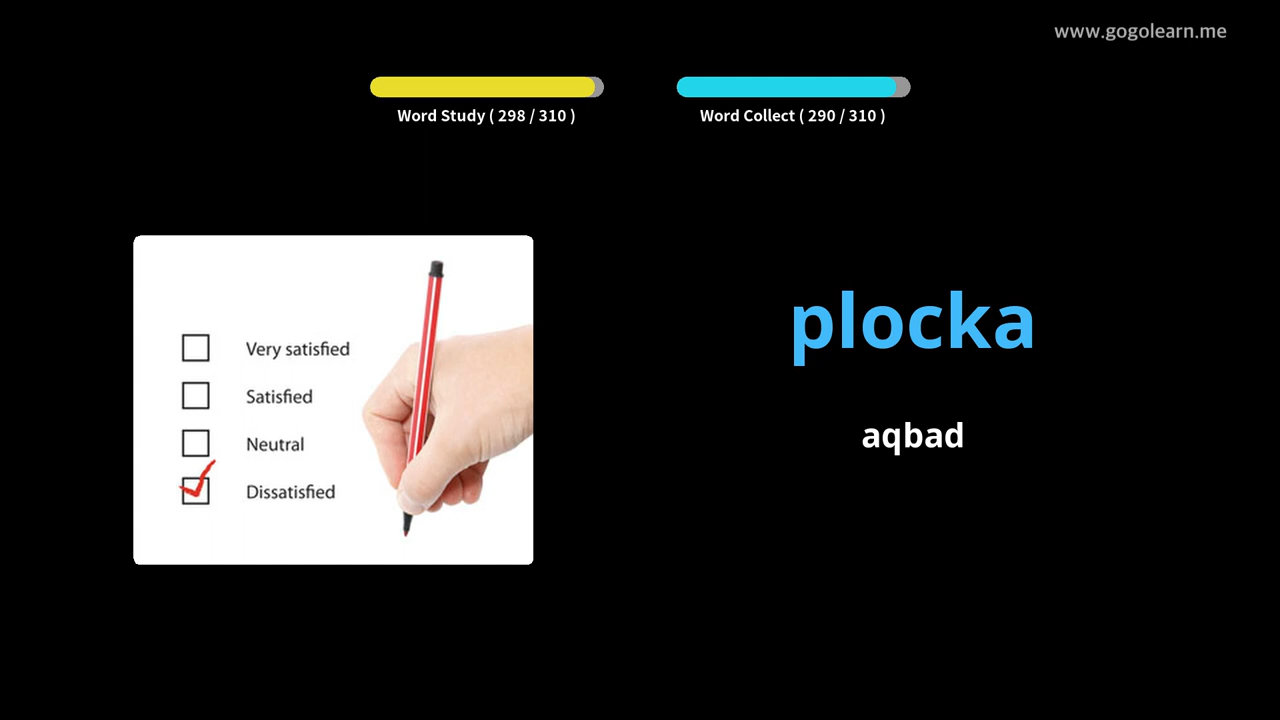 www.gogolearn.me
Word Study ( 298 / 310 )
Word Collect ( 290 / 310 )
Very satisfied
Satisfied
Neutral
Dissatisfied
plocka
aqbad